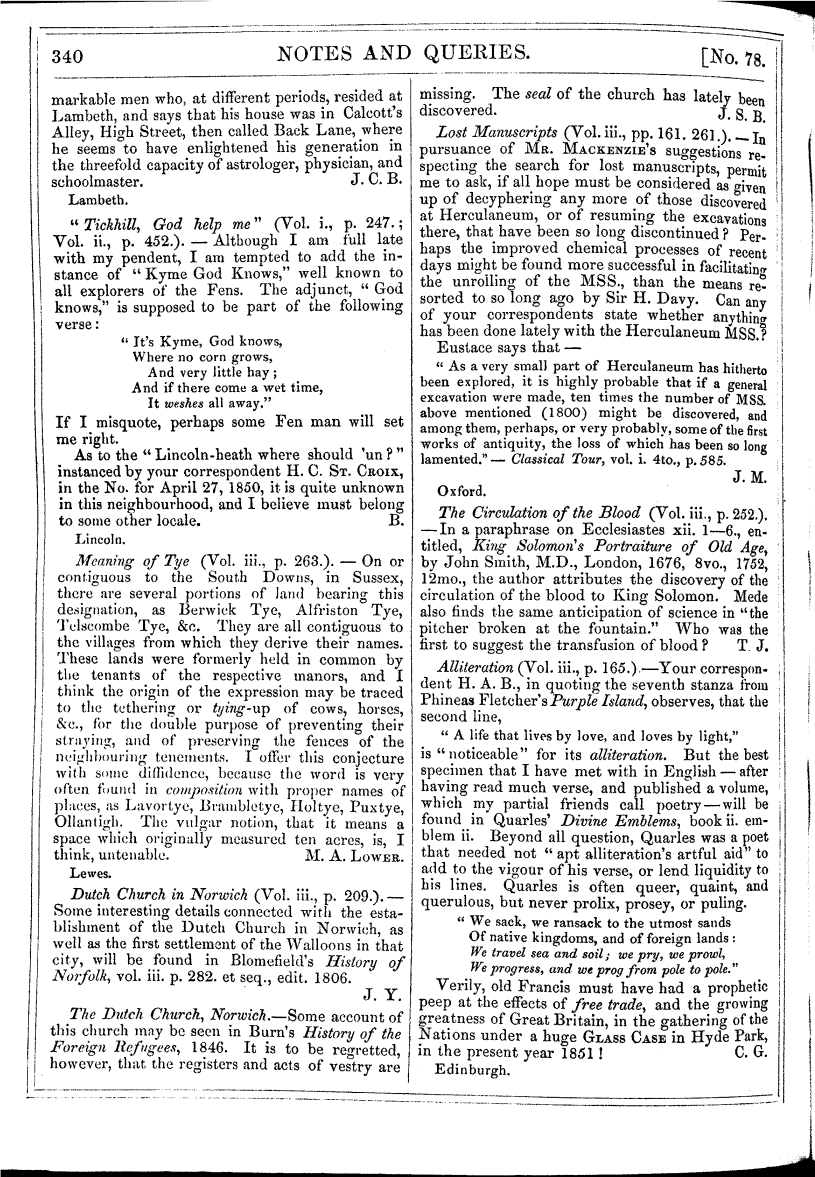 340 NOTES AND QUERIES. [No. 78.
markable men who, at different periods, resided at
Lambeth, and says that his house was in Calcott's
Alley, High Street, then called Back Lane, where
he seems to have enlightened his generation in
the threefold capacity of astrologer, physician, and
schoolmaster. J. C. B.
Lambeth.
"Tickhill, God help me" (Vol. i., p. 247.;
Vol. ii., p. 452.). — Although I am full late
with my pendent, I am tempted to add the in-
stance of "Kyme God Knows," well known to
all explorers of the Fens. The adjunct, "God
knows," is supposed to be part of the following
verse:
"It's Kyme, God knows,
Where no corn grows,
And very little hay;
And if there come a wet time,
It weshes all away."
If I misquote, perhaps some Fen man will set
me right.
As to the "Lincoln-heath where should 'un?"
instanced by your correspondent H. C. ST. CROIX,
in the No. for April 27, 1850, it is quite unknown
in this neighbourhood, and I believe must belong
to some other locale. B.
Lincoln.
Meaning of Tye (Vol. iii., p. 263.). — On or
contiguous to the South Downs, in Sussex,
there are several portions of land bearing this
designation, as Berwick Tye, Alfriston Tye,
Telscombe Tye, &c. They are all contiguous to
the villages from which they derive their names.
These lands were formerly held in common by
the tenants of the respective manors, and I
think the origin of the expression may be traced
to the tethering or tying-up of cows, horses,
&c., for the double purpose of preventing their
straying, and of preserving the fences of the
neighbouring tenements. I offer this conjecture
with some diffidence, because the word is very
often found in composition with proper names of
places, as Lavortye, Brambletye, Holtye, Puxtye,
Ollantigh. The vulgar notion, that it means a
space which originally measured ten acres, is, I
think, untenable. M. A. LOWER.
Lewes.
Dutch Church in Norwich (Vol. iii., p. 209.). —
Some interesting details connected with the esta-
blishment of the Dutch Church in Norwich, as
well as the first settlement of the Walloons in that
city, will be found in Blomefield's History of
Norfolk, vol. iii. p. 282. et seq., edit. 1806.
J. Y.
The Dutch Church, Norwich.—Some account of
this church may be seen in Burn's History of the
Foreign Refugees, 1846. It is to be regretted,
however, that the registers and acts of vestry are
missing. The seal of the church has lately been
discovered. J. S. B.
Lost Manuscripts (Vol. iii., pp. 161. 261.). — In
pursuance of MR. MACKENZIE's suggestions re-
specting the search for lost manuscripts, permit
me to ask, if all hope must be considered as given
up of decyphering any more of those discovered
at Herculaneum, or of resuming the excavations
there, that have been so long discontinued? Per-
haps the improved chemical processes of recent
days might be found more successful in facilitating
the unrolling of the MSS., than the means re-
sorted to so long ago by Sir H. Davy. Can any
of your correspondents state whether anything
has been done lately with the Herculaneum MSS.?
Eustace says that —
"As a very small part of Herculaneum has hitherto
been explored, it is highly probable that if a general
excavation were made, ten times the number of MSS.
above mentioned (1800) might be discovered, and
among them, perhaps, or very probably, some of the first
works of antiquity, the loss of which has been so long
lamented." — Classical Tour, vol. i. 4to., p. 585.
J. M.
Oxford.
The Circulation of the Blood (Vol. iii., p. 252.).
—In a paraphrase on Ecclesiastes xii. 1—6., en-
titled, King Solomon's Portraiture of Old Age,
by John Smith, M.D., London, 1676, 8vo., 1752,
12mo., the author attributes the discovery of the
circulation of the blood to King Solomon. Mede
also finds the same anticipation of science in "the
pitcher broken at the fountain." Who was the
first to suggest the transfusion of blood? T. J.
Alliteration (Vol. iii., p. 165.).—Your correspon-
dent H. A. B., in quoting the seventh stanza from
Phineas Fletcher's Purple Island, observes, that the
second line,
"A life that lives by love, and loves by light,"
is "noticeable" for its alliteration. But the best
specimen that I have met with in English — after
having read much verse, and published a volume,
which my partial friends call poetry — will be
found in Quarles' Divine Emblems, book ii. em-
blem ii. Beyond all question, Quarles was a poet
that needed not "apt alliteration's artful aid" to
add to the vigour of his verse, or lend liquidity to
his lines. Quarles is often queer, quaint, and
querulous, but never prolix, prosey, or puling.
"We sack, we ransack to the utmost sands
Of native kingdoms, and of foreign lands:
We travel sea and soil; we pry, we prowl,
We progress, and we prog from pole to pole."
Verily, old Francis must have had a prophetic
peep at the effects of free trade, and the growing
greatness of Great Britain, in the gathering of the
Nations under a huge GLASS CASE in Hyde Park,
in the present year 1851! C. G.
Edinburgh.